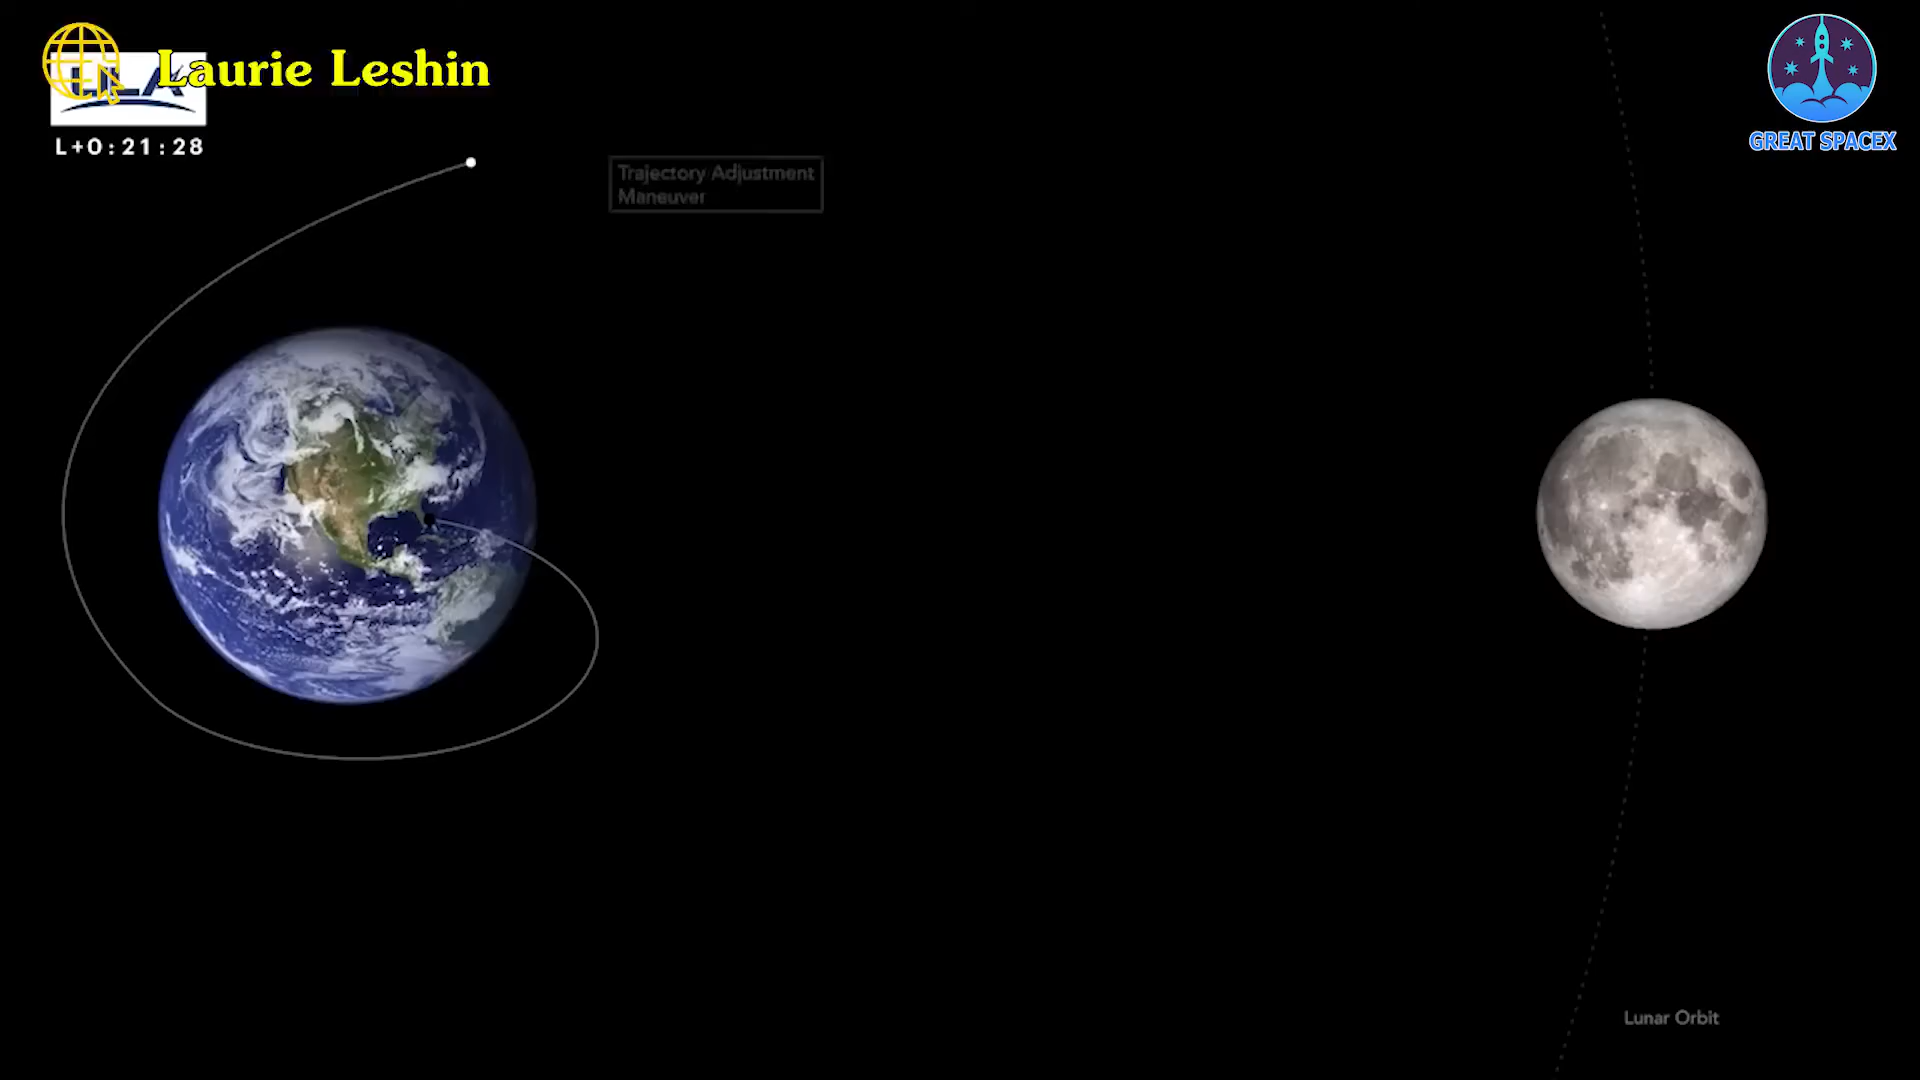 Laurie Leshin
L+0:21:28
GREAT SPACEX
Trajectory Adjustment
Maneuver
Lunar Orbit